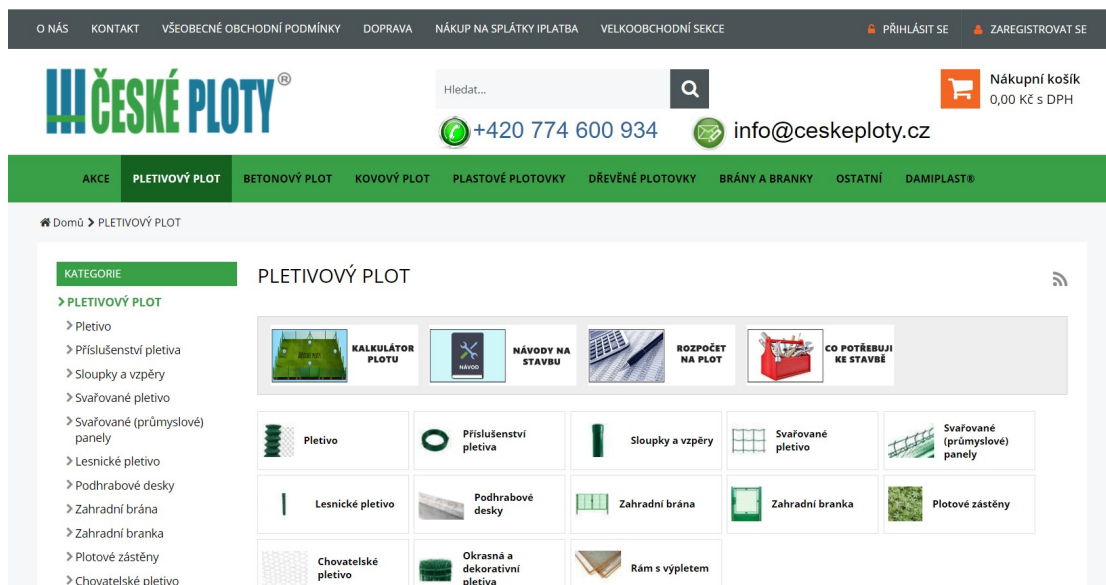 O NÁS KONTAKT VŠEOBECNÉ OBCHODNÍ PODMÍNKY DOPRAVA NÁKUP NA SPLÁTKY IPLATBA VELKOOBCHODNÍ SEKCE PŘIHLÁSIT SE ZAREGISTROVAT SE
ČESKÉ PLOTY®
Hledat...
Nákupní košík
0,00 Kč s DPH
+420 774 600 934 info@ceskeploty.cz
AKCE PLETIVOVÝ PLOT BETONOVÝ PLOT KOVOVÝ PLOT PLASTOVÉ PLOTOVKY DŘEVĚNÉ PLOTOVKY BRÁNY A BRANKY OSTATNÍ DAMIPLAST®
Domů PLETIVOVÝ PLOT
KATEGORIE
PLETIVOVÝ PLOT
Pletivo
Příslušenství pletiva
Sloupky a vzpěry
Svařované pletivo
Svařované (průmyslové)
panely
Lesnické pletivo
Podhrabové desky
Zahradní brána
Zahradní branka
Plotové zástěny
Chovatelské pletivo
PLETIVOVÝ PLOT
KALKULÁTOR
PLOTU
NÁVOD
NÁVODY NA
STAVBU
ROZPOČET
NA PLOT
CO POTŘEBUJI
KE STAVBĚ
Pletivo
Příslušenství
pletiva
Sloupky a vzpěry
Svařované
pletivo
Svařované
(průmyslové)
panely
Lesnické pletivo
Podhrabové
desky
Zahradní brána
Zahradní branka
Plotové zástěny
Chovatelské
pletivo
Okrasná a
dekorativní
pletiva
Rám s výpletem